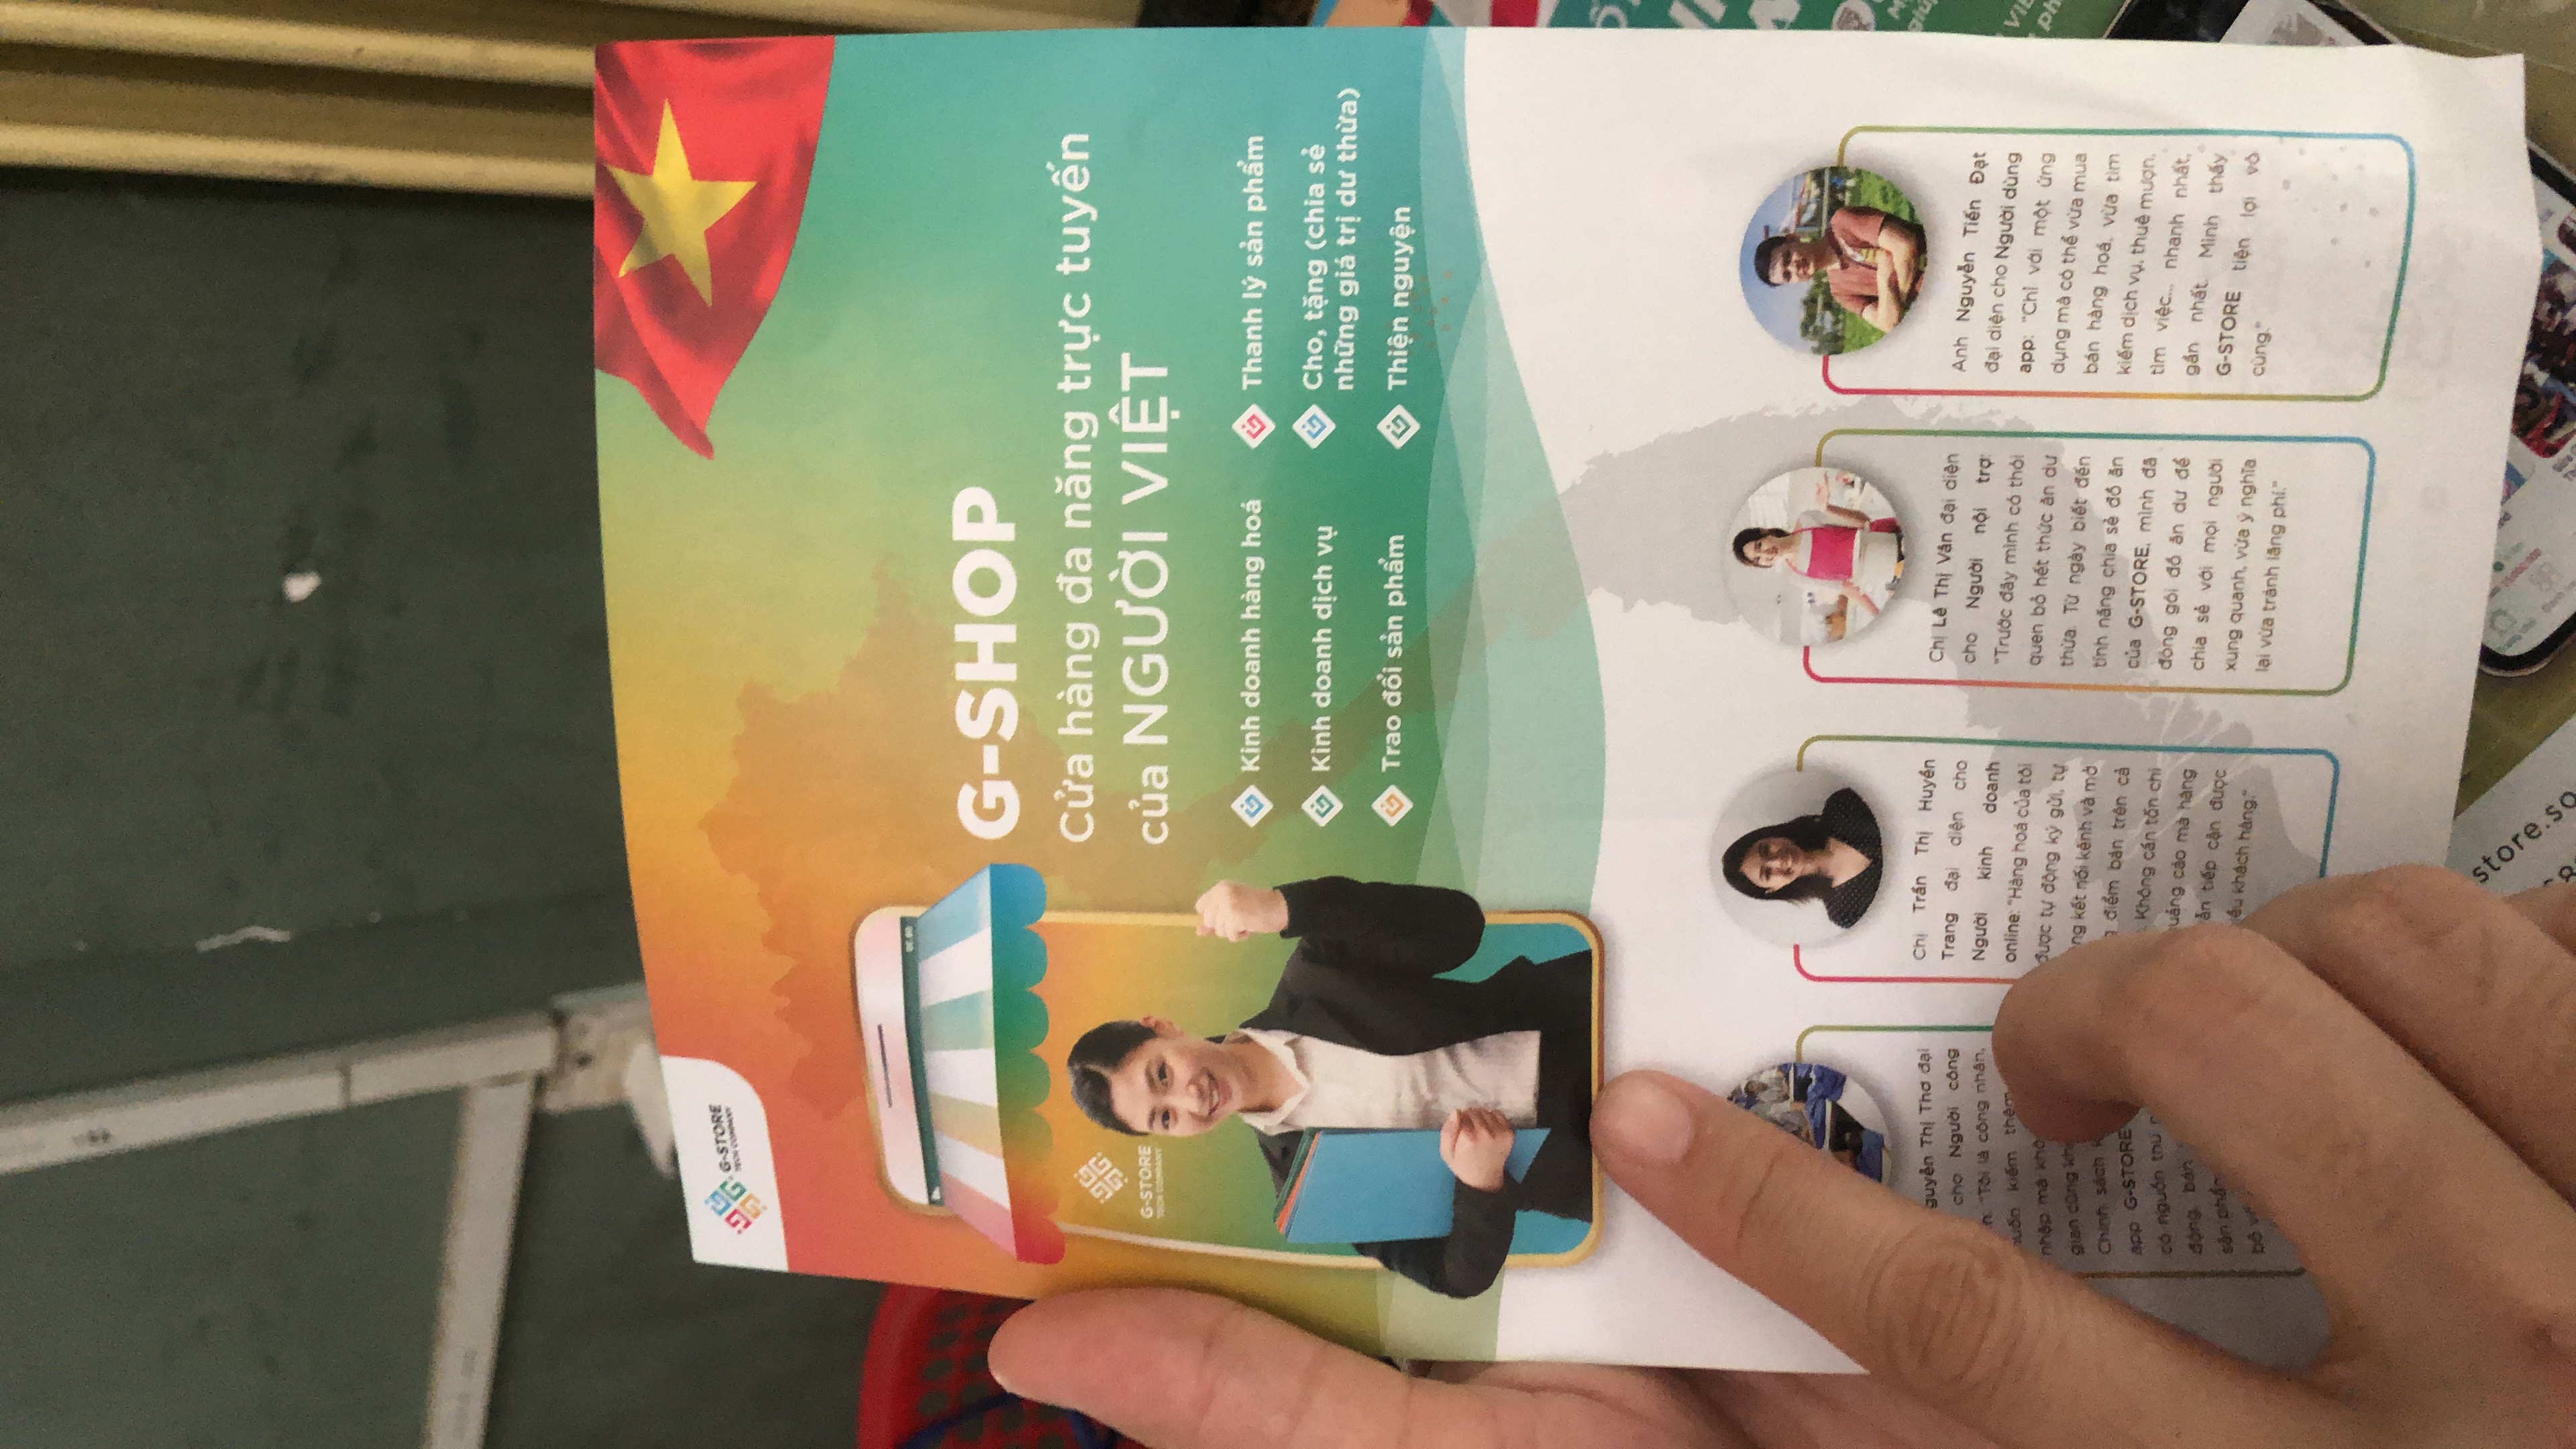 G-STORE
TECH COMPANY
G-SHOP
Cửa hàng đa năng trực tuyến
của NGƯỜI VIỆT
G-STORE
TECH COMPANY
Kinh doanh hàng hoá
Kinh doanh dịch vụ
Trao đổi sản phẩm
Thanh lý sản phẩm
Cho, tặng (chia sẻ
những giá trị dư thừa)
Thiện nguyện
Thị Thơ đại
cho Người công
"Tôi là công nhân,
kiếm thêm
nhập mà
gian cũng
Chính sách
app G-STORE
có nguồn thu
động, bán
sản phẩm
bỏ
Chị Trần Thị Huyền
Trang đại diện cho
Người kinh doanh
online: "Hàng hoá của tôi
được tự động ký gửi, tự
kết nối kênh và mở
điểm bán trên cả
Không cần tốn chi
cáo mà hàng
tiếp cận được
khách hàng."
Chị Lê Thị Vân đại diện
cho Người nội trợ:
"Trước đây mình có thói
quen bỏ hết thức ăn dư
thừa. Từ ngày biết đến
tính năng chia sẻ đồ ăn
của G-STORE, mình đã
đóng gói đồ ăn dư để
chia sẻ với mọi người
xung quanh, vừa ý nghĩa
lại vừa tránh lãng phí."
Anh Nguyễn Tiến Đạt
đại diện cho Người dùng
app: "Chỉ với một ứng
dụng mà có thể vừa mua
bán hàng hoá, vừa tìm
kiếm dịch vụ, thuê mượn,
tìm việc... nhanh nhất,
gần nhất. Mình thấy
G-STORE tiện lợi vô
cùng."
store.so